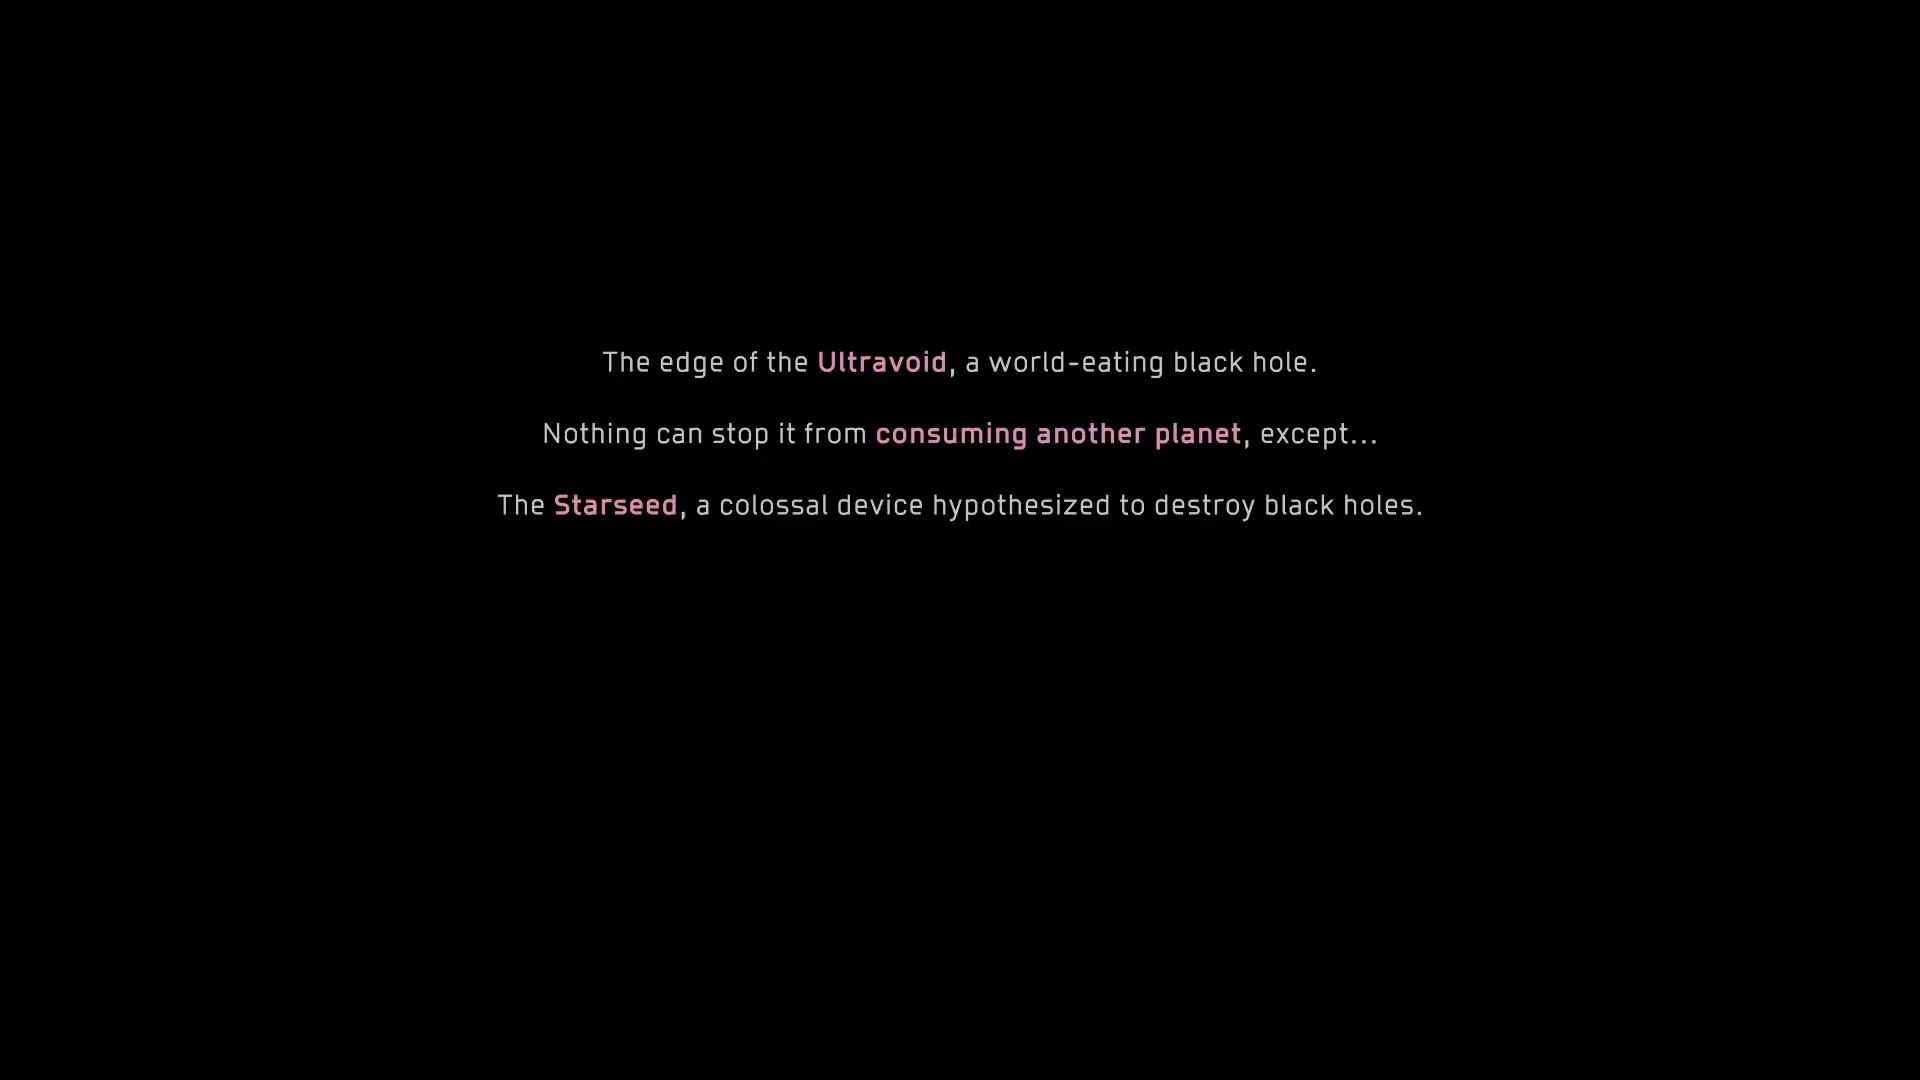 The edge of the Ultravoid, a world-eating black hole.
Nothing can stop it from consuming another planet, except...
The Starseed, a colossal device hypothesized to destroy black holes.